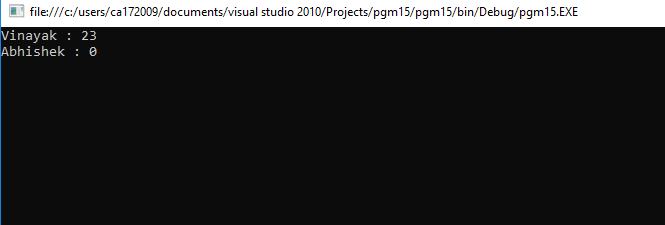 file:///c:/users/ca172009/documents/visual studio 2010/Projects/pgm15/pgm15/bin/Debug/pgm15.EXE
Vinayak : 23
Abhishek : 0